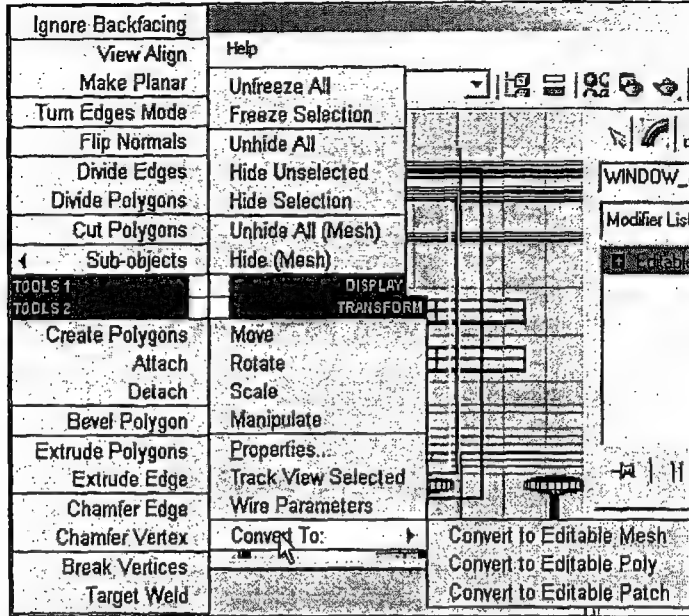 Ignore Backfacing
View Align
Make Planar
Turn Edges Mode
Flip Normals
Divide Edges
Divide Polygons
Cut Polygons
Sub-objects
TOOLS 1
TOOLS 2
Create Polygons
Attach
Detach
Bevel Polygon
Extrude Polygons
Extrude Edge
Chamfer Edge
Chamfer Vertex
Break Vertices
Target Weld
Help
Unfreeze All
Freeze Selection
Unhide All
Hide Unselected
Hide Selection
Unhide All (Mesh)
Hide (Mesh)
DISPLAY
TRANSFORM
Move
Rotate
Scale
Manipulate
Properties...
Track View Selected
Wire Parameters
Convert To:
Convert to Editable Mesh
Convert to Editable Poly
Convert to Editable Patch
WINDOW_
Modifier List
Editable